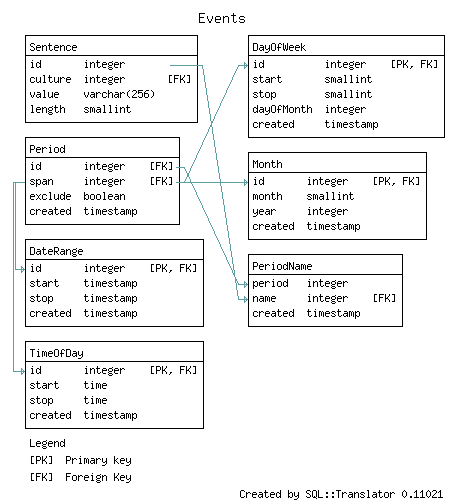 Events
Sentence
id integer
culture integer [FK]
value varchar(256)
length smallint
Period
id integer [FK]
span integer [FK]
exclude boolean
created timestamp
DateRange
id integer [PK, FK]
start timestamp
stop timestamp
created timestamp
TimeOfDay
id integer [PK, FK]
start time
stop time
created timestamp
DayOfWeek
id integer [PK, FK]
start smallint
stop smallint
dayOfMonth integer
created timestamp
Month
id integer [PK, FK]
month smallint
year integer
created timestamp
PeriodName
period integer
name integer [FK]
created timestamp
Legend
[PK] Primary key
[FK] Foreign Key
Created by SQL::Translator 0.11021